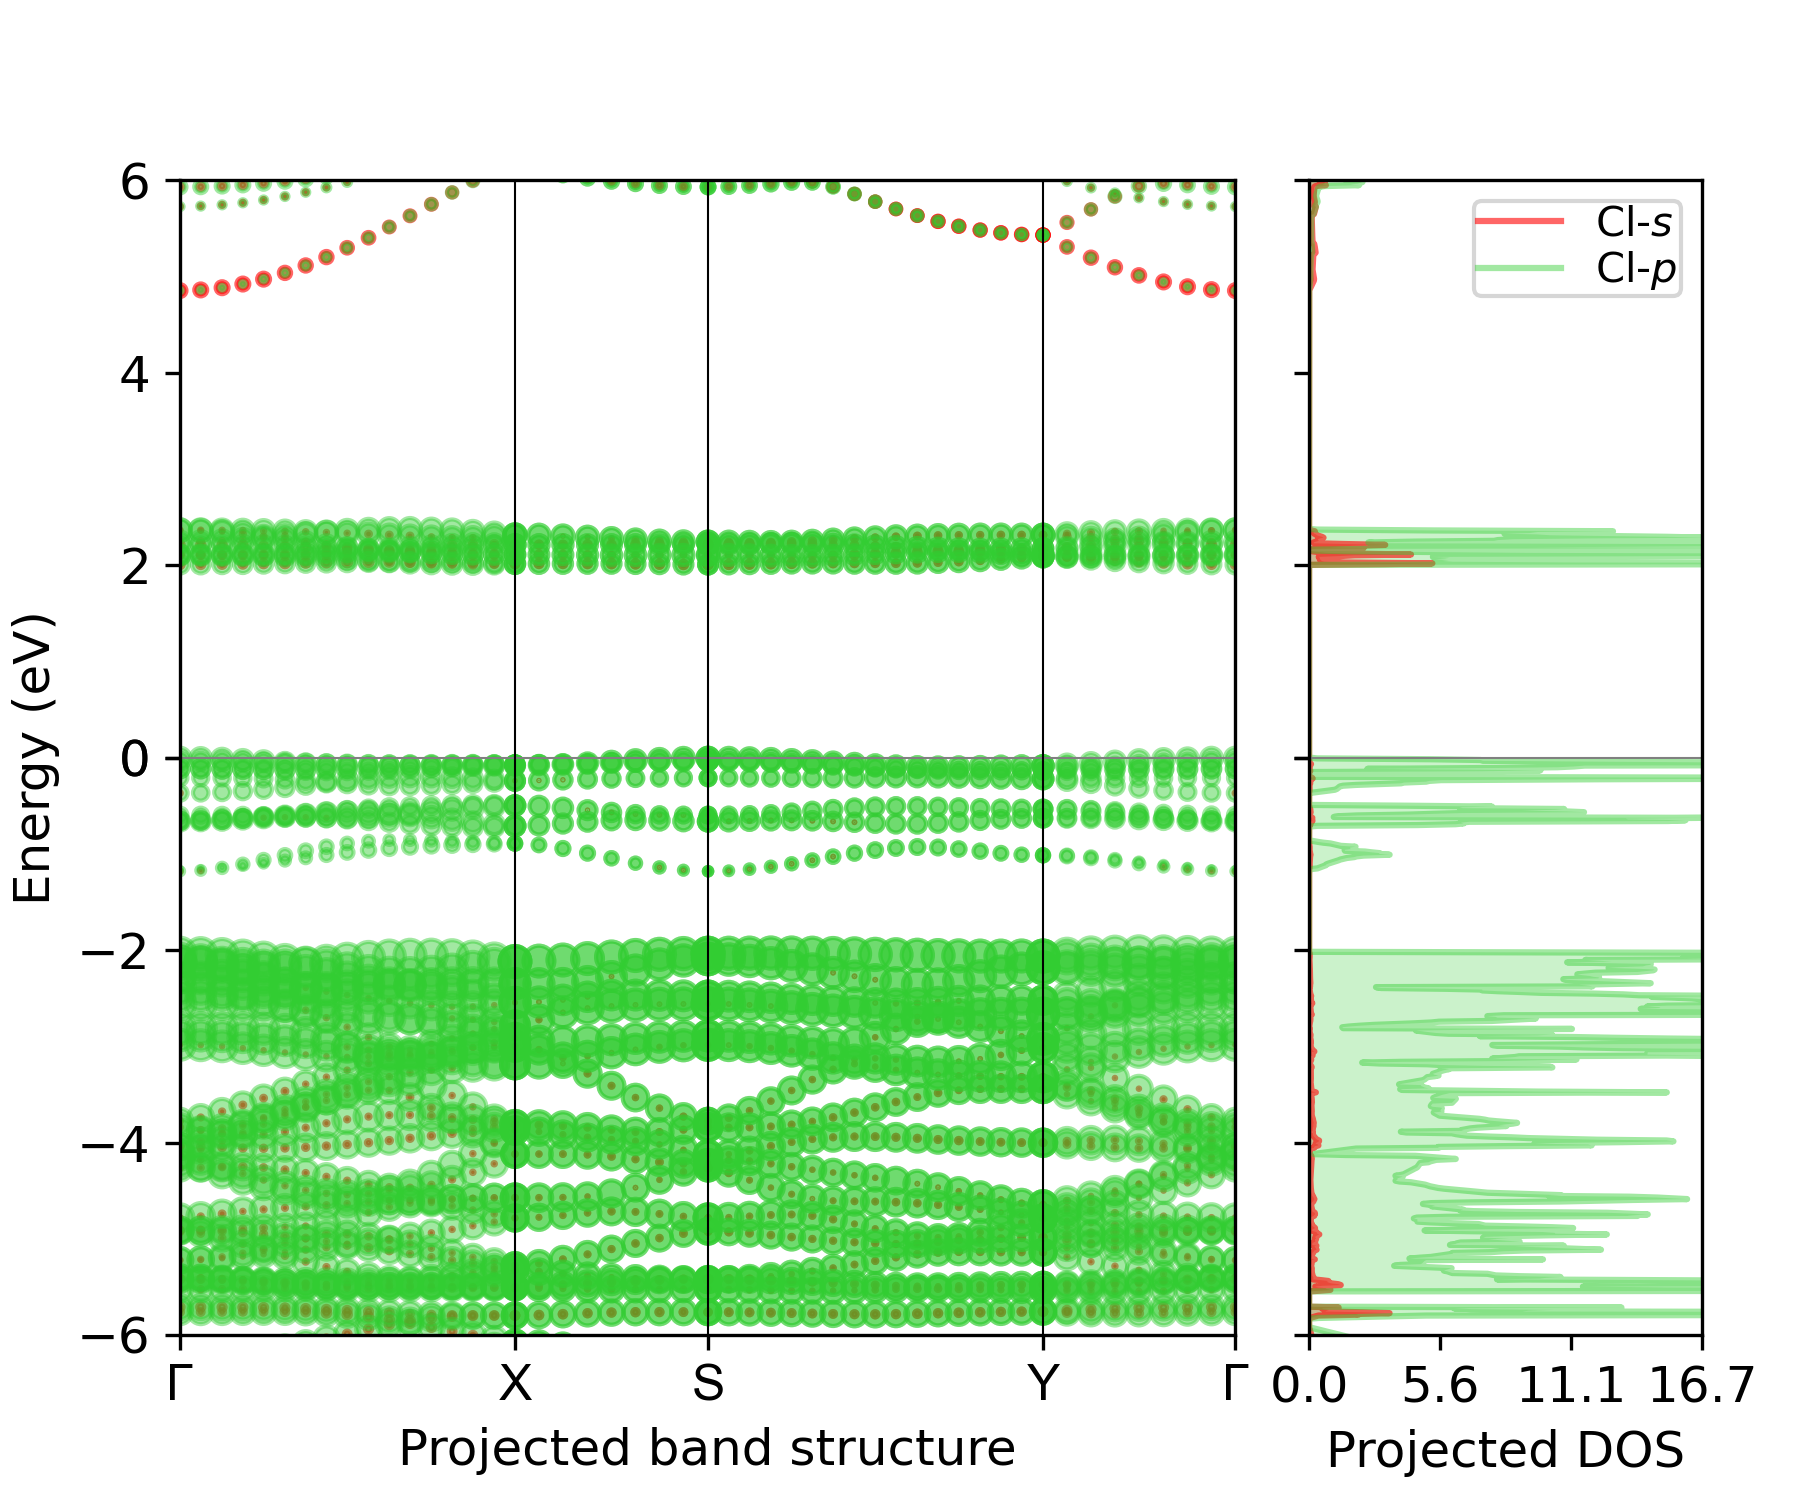 6
4
2
0
−2
−4
−6
Energy (eV)
Γ X S Y Γ
Projected band structure
Cl-s
Cl-p
0.0 5.6 11.1 16.7
Projected DOS